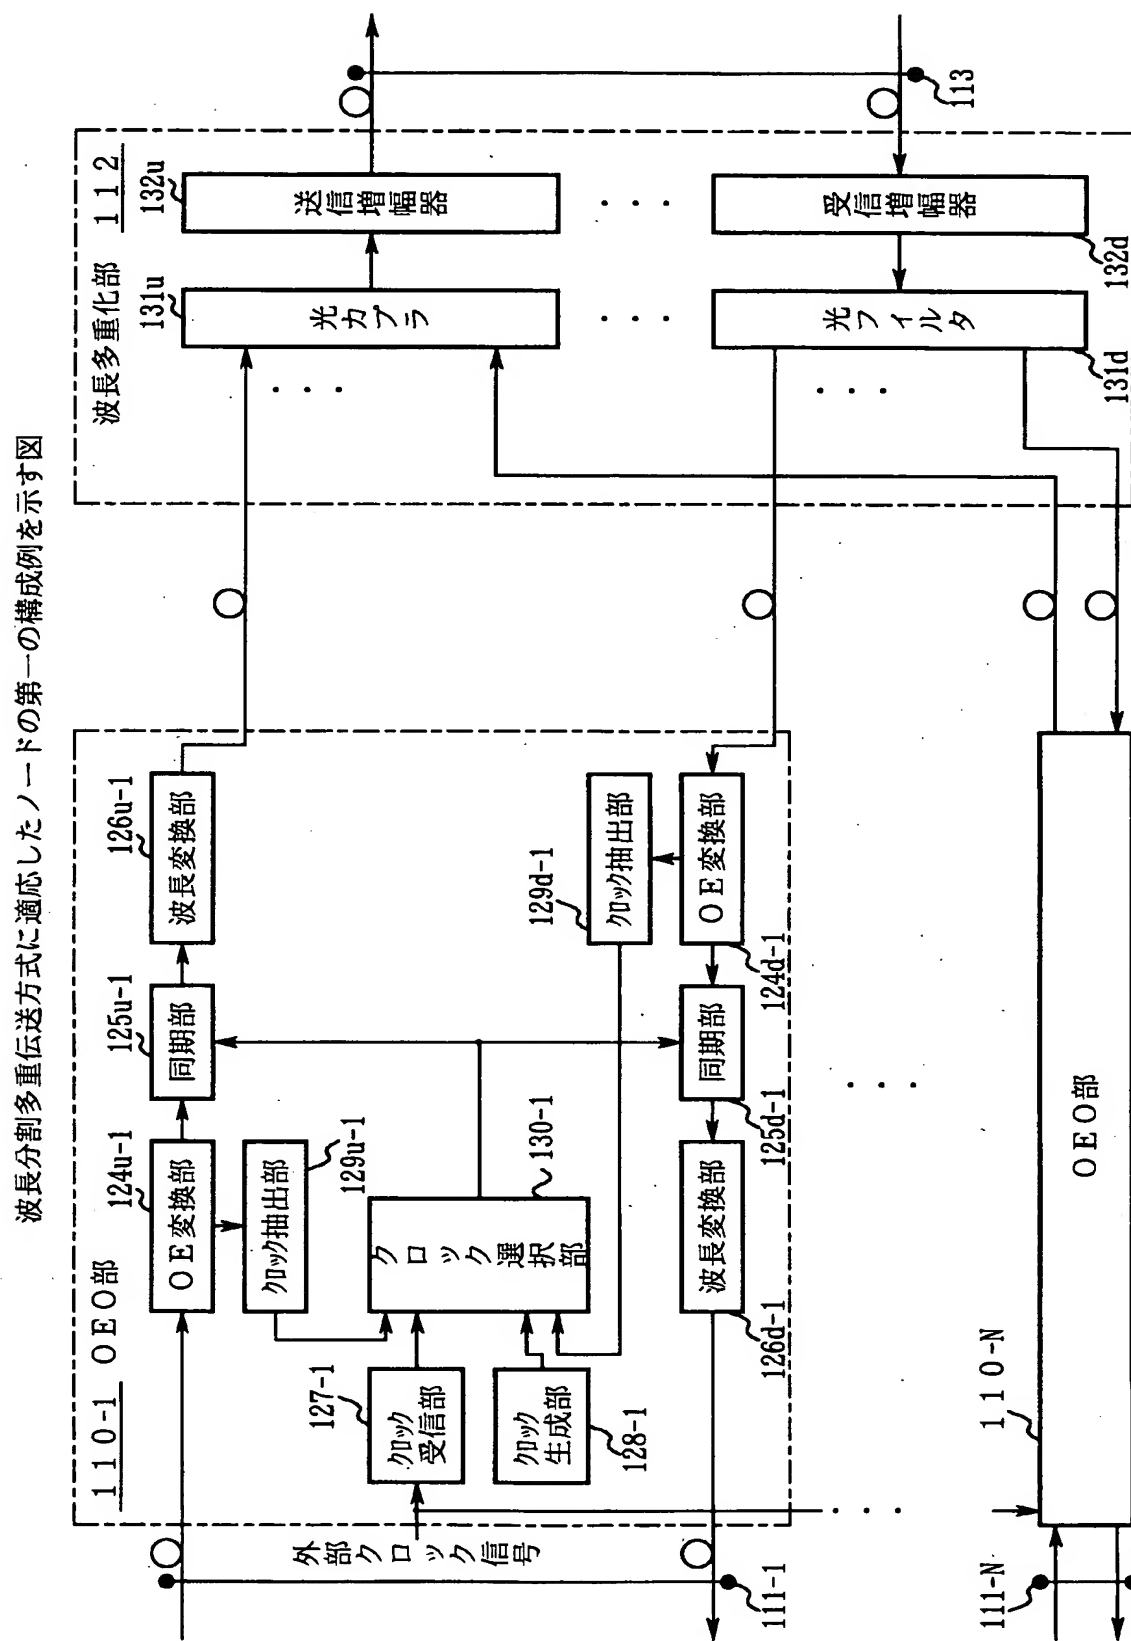 波長分割多重伝送方式に適応したノードの第一の構成例を示す図
110-1 OEO部
124u-1
OE変換部
125u-1
同期部
126u-1
波長変換部
129u-1
クロック抽出部
外部クロック信号
127-1
クロック
受信部
クロック選択部
130-1
クロック
生成部
128-1
129d-1
クロック抽出部
波長変換部
126d-1
同期部
125d-1
OE変換部
124d-1
111-1
110-N
OEO部
111-N
波長多重化部 112
131u
光カプラ
132u
送信増幅器
光フィルタ
131d
受信増幅器
132d
113